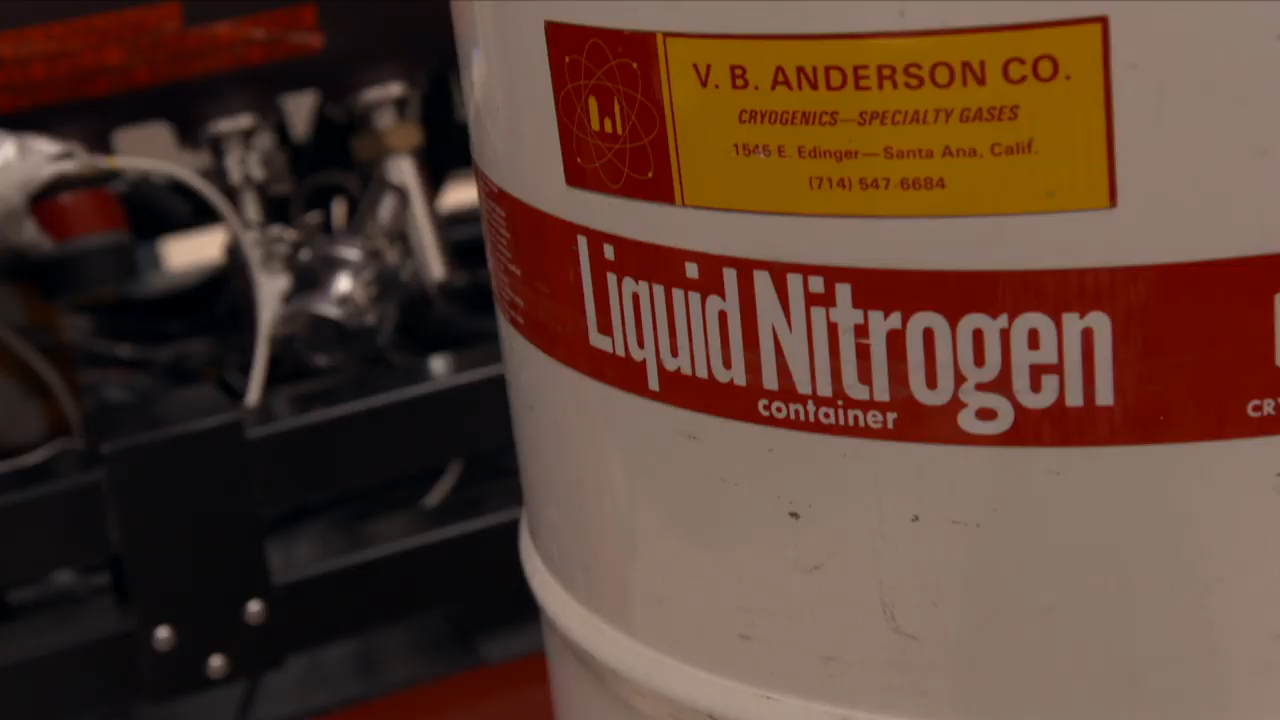 V. B. ANDERSON CO.
CRYOGENICS—SPECIALTY GASES
1545 E. Edinger—Santa Ana, Calif.
(714) 547-6684
Liquid Nitrogen
container